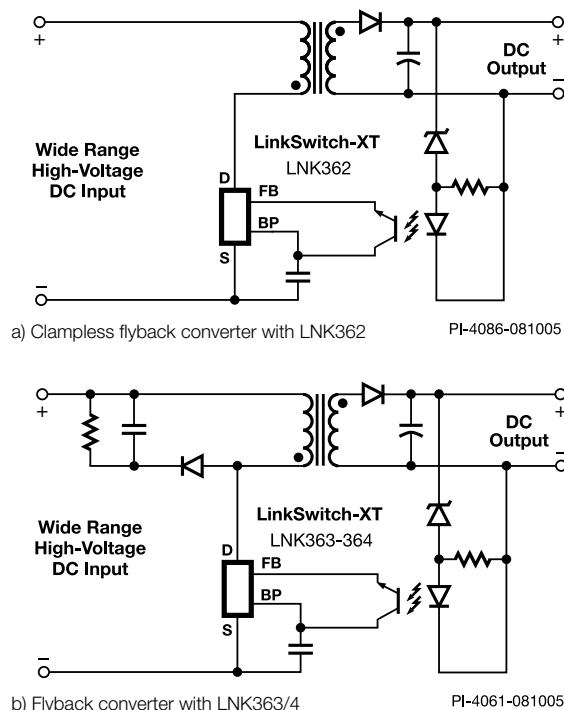 +
+
DC
Output
−
Wide Range
High-Voltage
DC Input
LinkSwitch-XT
LNK362
D
FB
BP
S
−
a) Clampless flyback converter with LNK362
PI-4086-081005
+
+
DC
Output
−
Wide Range
High-Voltage
DC Input
LinkSwitch-XT
LNK363-364
D
FB
BP
S
−
b) Flyback converter with LNK363/4
PI-4061-081005